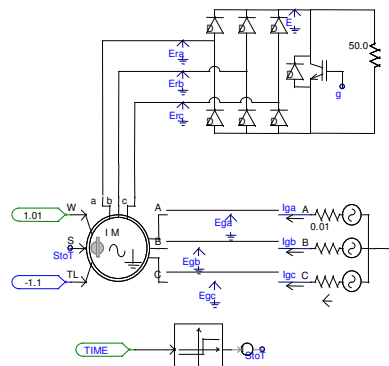 E
D D D
Era
50.0
Erb
D
g
Erc
D D D
a b c
W
A
Iga A
1.01
I M
Ega
0.01
S
B
Igb B
StoT
Egb
TL
C
Igc C
-1.1
Egc
TIME
StoT